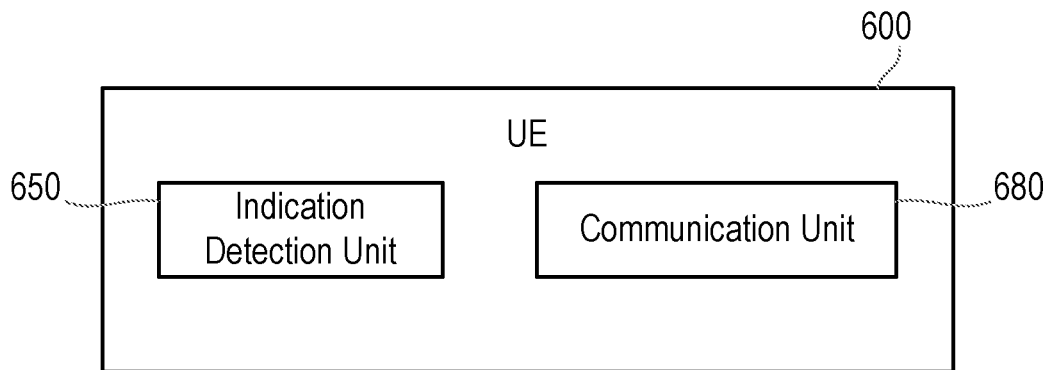 600
UE
650
Indication
Detection Unit
Communication Unit
680